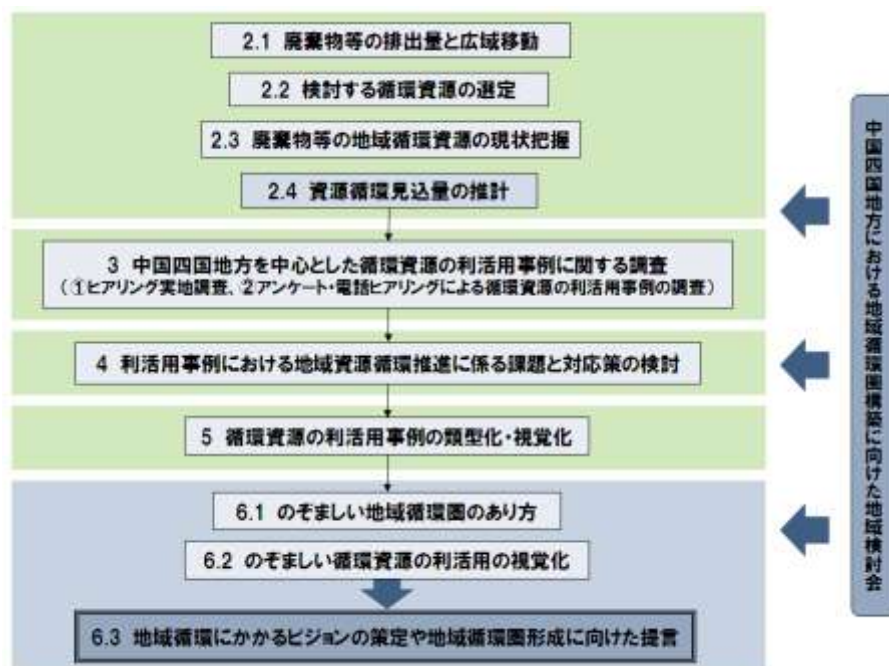 2.1 廃棄物等の排出量と広域移動
2.2 検討する循環資源の選定
2.3 廃棄物等の地域循環資源の現状把握
2.4 資源循環見込量の推計
3 中国四国地方を中心とした循環資源の利活用事例に関する調査
（①ヒアリング実地調査、②アンケート・電話ヒアリングによる循環資源の利活用事例の調査）
4 利活用事例における地域資源循環推進に係る課題と対応策の検討
5 循環資源の利活用事例の類型化・視覚化
6.1 のぞましい地域循環圏のあり方
6.2 のぞましい循環資源の利活用の視覚化
6.3 地域循環にかかるビジョンの策定や地域循環圏形成に向けた提言
中国四国地方における地域循環圏構築に向けた地域検討会